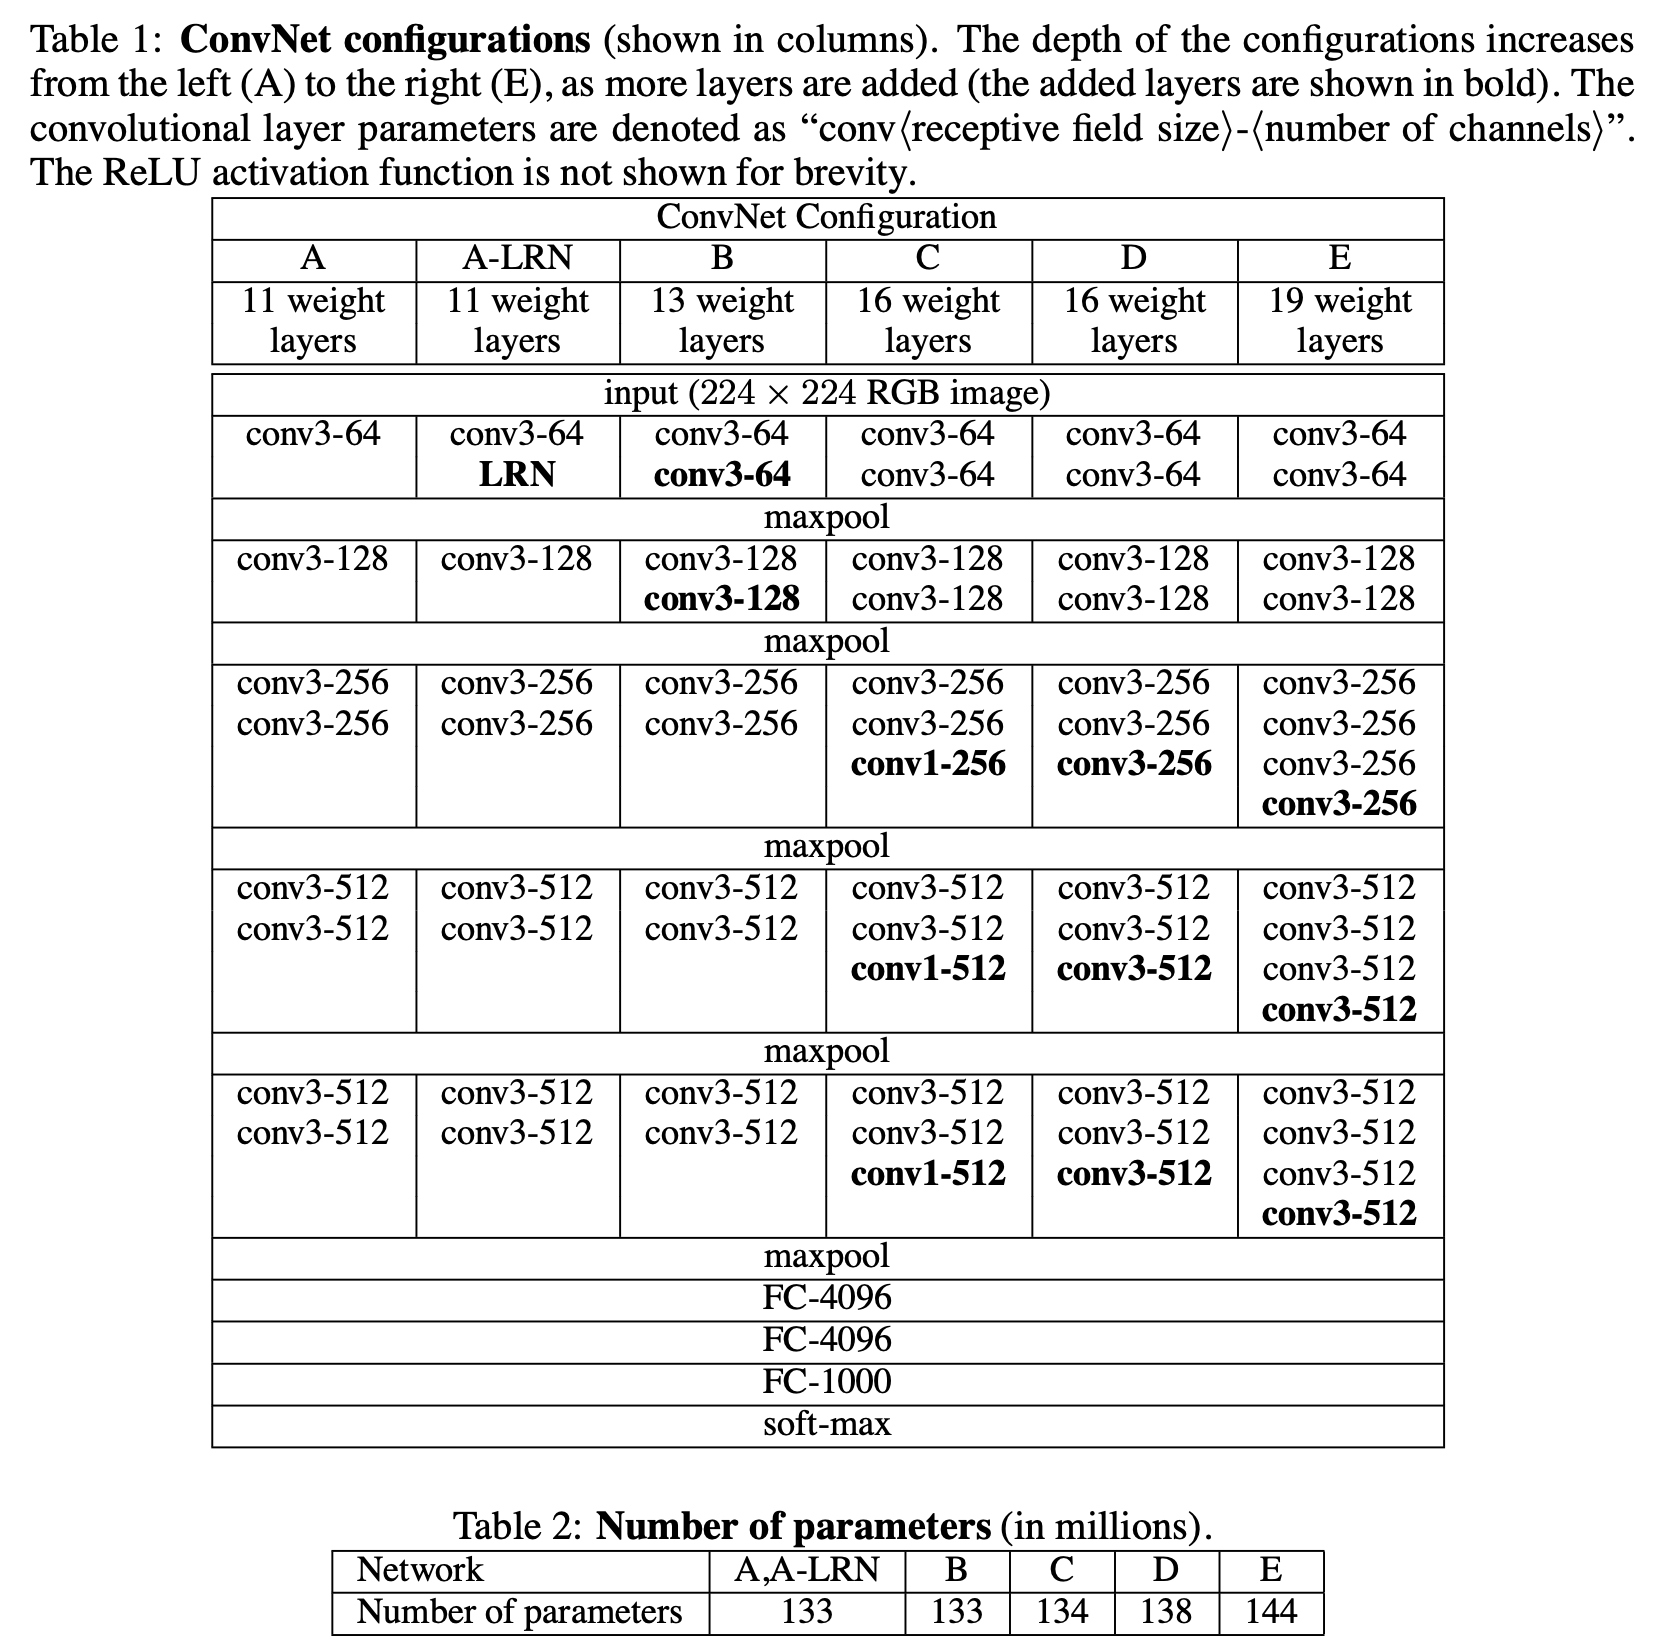 Table 1: ConvNet configurations (shown in columns). The depth of the configurations increases
from the left (A) to the right (E), as more layers are added (the added layers are shown in bold). The
convolutional layer parameters are denoted as “conv⟨receptive field size⟩-⟨number of channels⟩”.
The ReLU activation function is not shown for brevity.
ConvNet Configuration
A A-LRN B C D E
11 weight 11 weight 13 weight 16 weight 16 weight 19 weight
layers layers layers layers layers layers
input (224 × 224 RGB image)
conv3-64 conv3-64 conv3-64 conv3-64 conv3-64 conv3-64
LRN conv3-64 conv3-64 conv3-64 conv3-64
maxpool
conv3-128 conv3-128 conv3-128 conv3-128 conv3-128 conv3-128
conv3-128 conv3-128 conv3-128 conv3-128
maxpool
conv3-256 conv3-256 conv3-256 conv3-256 conv3-256 conv3-256
conv3-256 conv3-256 conv3-256 conv3-256 conv3-256 conv3-256
conv1-256 conv3-256 conv3-256
conv3-256
maxpool
conv3-512 conv3-512 conv3-512 conv3-512 conv3-512 conv3-512
conv3-512 conv3-512 conv3-512 conv3-512 conv3-512 conv3-512
conv1-512 conv3-512 conv3-512
conv3-512
maxpool
conv3-512 conv3-512 conv3-512 conv3-512 conv3-512 conv3-512
conv3-512 conv3-512 conv3-512 conv3-512 conv3-512 conv3-512
conv1-512 conv3-512 conv3-512
conv3-512
maxpool
FC-4096
FC-4096
FC-1000
soft-max
Table 2: Number of parameters (in millions).
Network A,A-LRN B C D E
Number of parameters 133 133 134 138 144